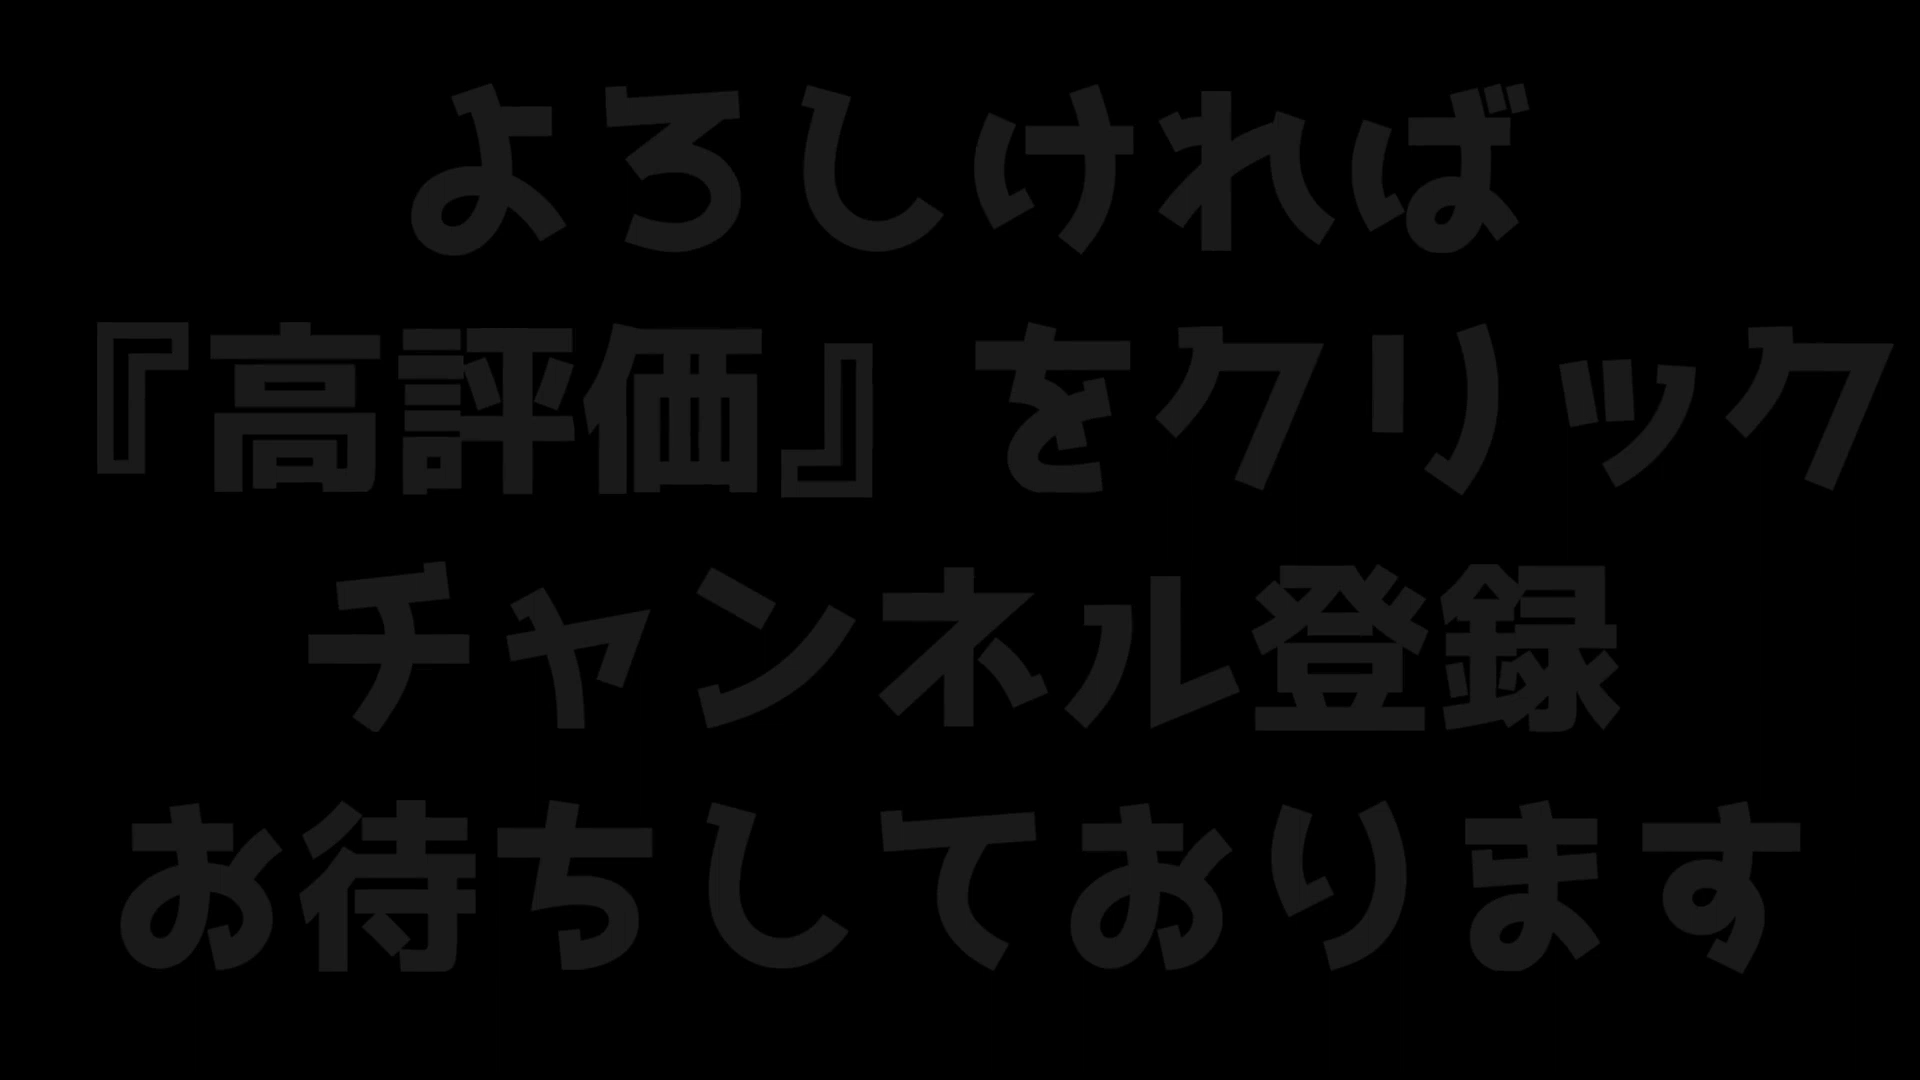 よろしければ
『高評価』をクリック
チャンネル登録
お待ちしております